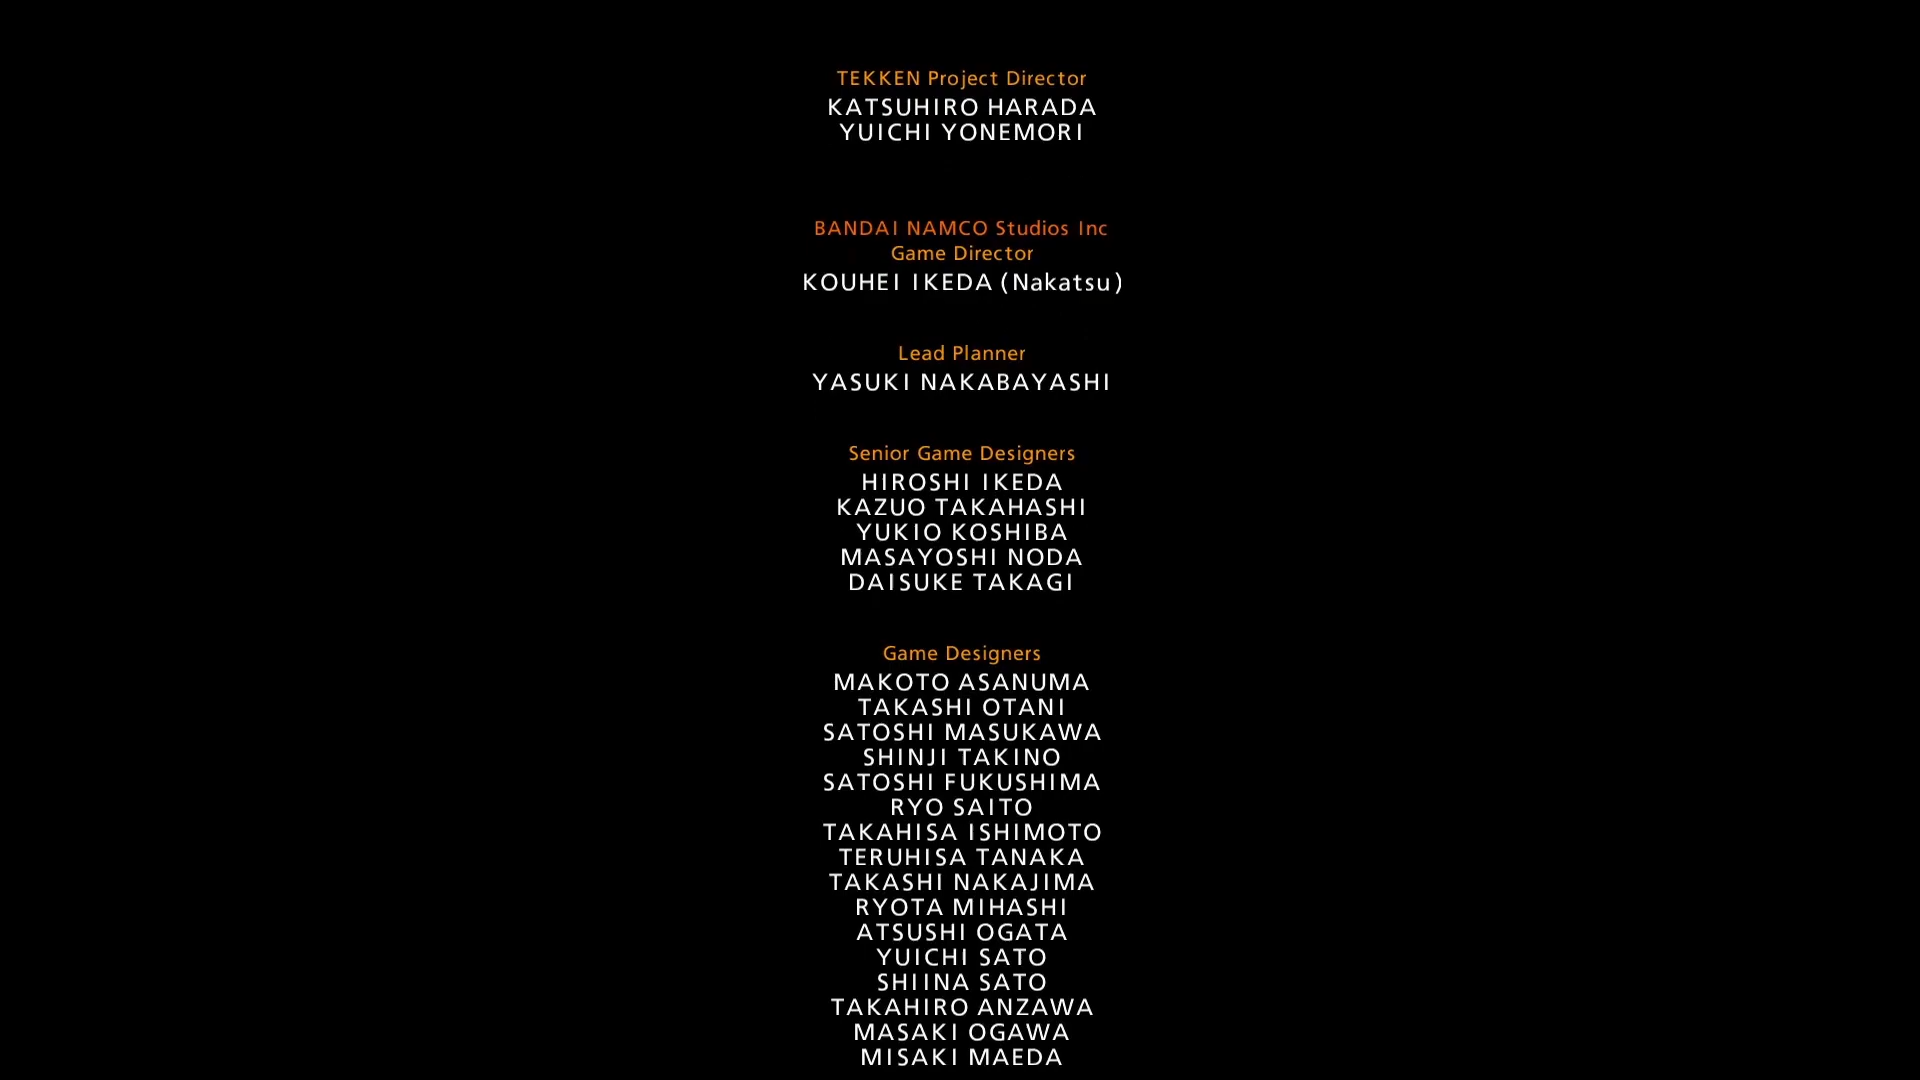 TEKKEN Project Director
KATSUHIRO HARADA
YUICHI YONEMORI
BANDAI NAMCO Studios Inc
Game Director
KOUHEI IKEDA (Nakatsu)
Lead Planner
YASUKI NAKABAYASHI
Senior Game Designers
HIROSHI IKEDA
KAZUO TAKAHASHI
YUKIO KOSHIBA
MASAYOSHI NODA
DAISUKE TAKAGI
Game Designers
MAKOTO ASANUMA
TAKASHI OTANI
SATOSHI MASUKAWA
SHINJI TAKINO
SATOSHI FUKUSHIMA
RYO SAITO
TAKAHISA ISHIMOTO
TERUHISA TANAKA
TAKASHI NAKAJIMA
RYOTA MIHASHI
ATSUSHI OGATA
YUICHI SATO
SHIINA SATO
TAKAHIRO ANZAWA
MASAKI OGAWA
MISAKI MAEDA